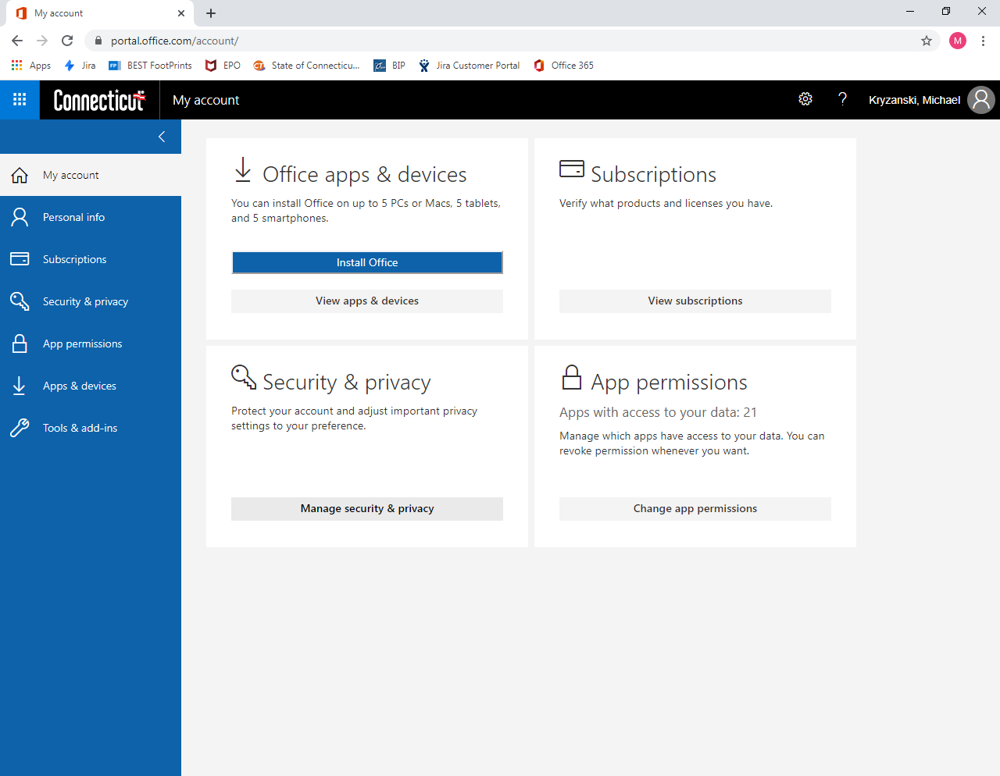 My account
portal.office.com/account/
M
Apps
Jira
FP
BEST FootPrints
EPO
CT
State of Connecticu...
BIP
Jira Customer Portal
Office 365
Connecticut
My account
?
Kryzanski, Michael
My account
Personal info
Subscriptions
Security & privacy
App permissions
Apps & devices
Tools & add-ins
Office apps & devices
You can install Office on up to 5 PCs or Macs, 5 tablets,
and 5 smartphones.
Install Office
View apps & devices
Subscriptions
Verify what products and licenses you have.
View subscriptions
Security & privacy
Protect your account and adjust important privacy
settings to your preference.
Manage security & privacy
App permissions
Apps with access to your data: 21
Manage which apps have access to your data. You can
revoke permission whenever you want.
Change app permissions